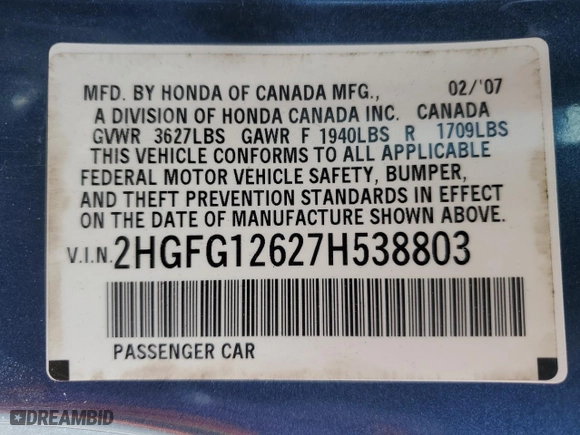 MFD. BY HONDA OF CANADA MFG., 02/'07
A DIVISION OF HONDA CANADA INC. CANADA
GVWR 3627LBS GAWR F 1940LBS R 1709LBS
THIS VEHICLE CONFORMS TO ALL APPLICABLE
FEDERAL MOTOR VEHICLE SAFETY, BUMPER,
AND THEFT PREVENTION STANDARDS IN EFFECT
ON THE DATE OF MANUFACTURE SHOWN ABOVE.
V.I.N. 2HGFG12627H538803
PASSENGER CAR
DREAMBID